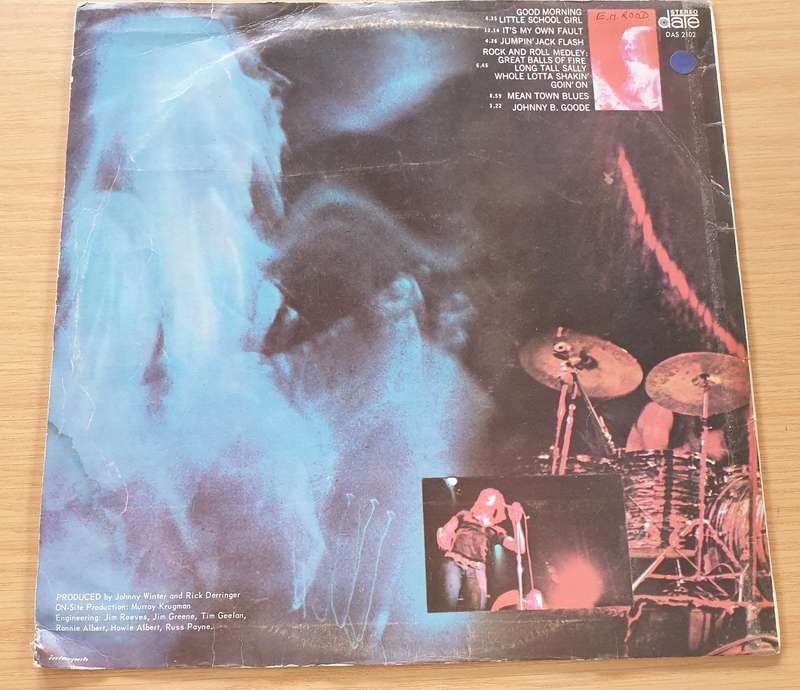 GOOD MORNING
4.35 LITTLE SCHOOL GIRL
12.14 IT'S MY OWN FAULT
4.26 JUMPIN' JACK FLASH
ROCK AND ROLL MEDLEY:
GREAT BALLS OF FIRE
6.46 LONG TALL SALLY
WHOLE LOTTA SHAKIN'
GOIN' ON
8.59 MEAN TOWN BLUES
3.22 JOHNNY B. GOODE
E.M. ROAD
STEREO
date
DAS 2102
PRODUCED by Johnny Winter and Rick Derringer
ON-Site Production: Murray Krugman
Engineering: Jim Reeves, Jim Greene, Tim Geelan,
Ronnie Albert, Howie Albert, Russ Payne.
interpak